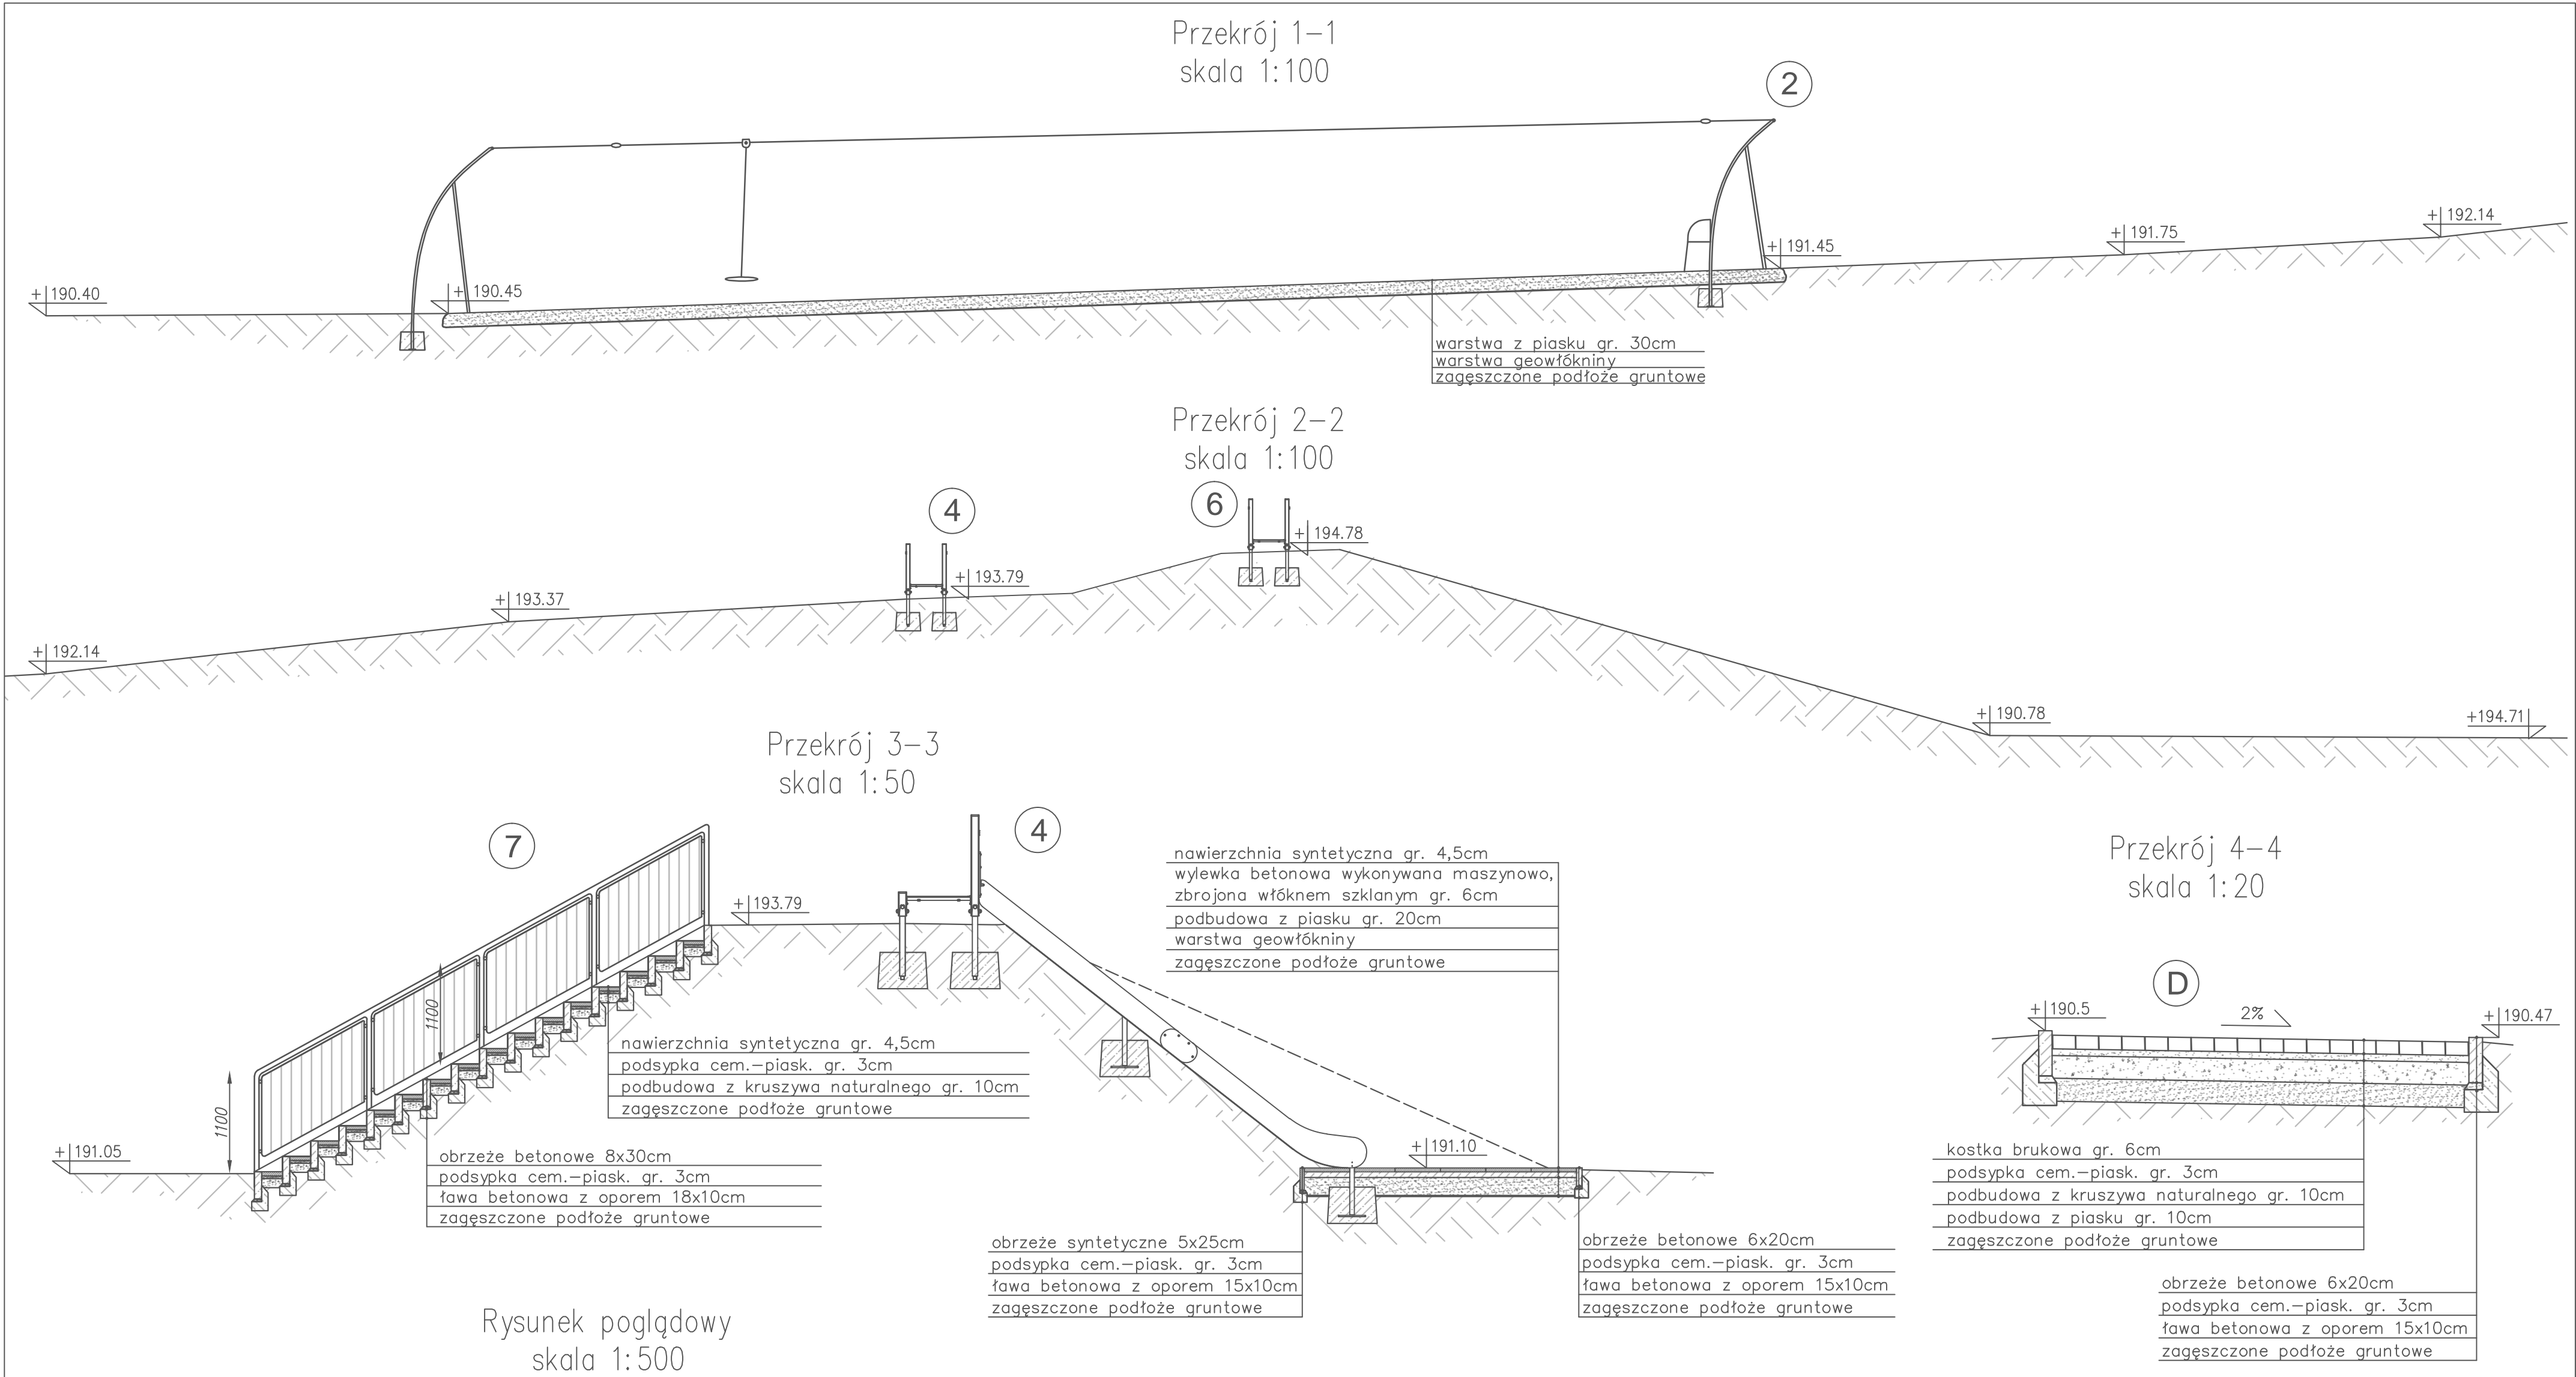 Przekrój 1-1
skala 1:100
2
+192.14
+191.75
+191.45
+190.40
+190.45
warstwa z piasku gr. 30cm
warstwa geowłókniny
zagęszczone podłoże gruntowe
Przekrój 2-2
skala 1:100
4
6
+194.78
+193.79
+193.37
+192.14
+190.78
+194.71
Przekrój 3-3
skala 1:50
7
4
+193.79
1100
1100
+191.05
nawierzchnia syntetyczna gr. 4,5cm
wylewka betonowa wykonywana maszynowo,
zbrojona włóknem szklanym gr. 6cm
podbudowa z piasku gr. 20cm
warstwa geowłókniny
zagęszczone podłoże gruntowe
nawierzchnia syntetyczna gr. 4,5cm
podsypka cem.-piask. gr. 3cm
podbudowa z kruszywa naturalnego gr. 10cm
zagęszczone podłoże gruntowe
obrzeże betonowe 8x30cm
podsypka cem.-piask. gr. 3cm
ława betonowa z oporem 18x10cm
zagęszczone podłoże gruntowe
+191.10
obrzeże syntetyczne 5x25cm
podsypka cem.-piask. gr. 3cm
ława betonowa z oporem 15x10cm
zagęszczone podłoże gruntowe
obrzeże betonowe 6x20cm
podsypka cem.-piask. gr. 3cm
ława betonowa z oporem 15x10cm
zagęszczone podłoże gruntowe
Przekrój 4-4
skala 1:20
D
+190.5
2%
+190.47
kostka brukowa gr. 6cm
podsypka cem.-piask. gr. 3cm
podbudowa z kruszywa naturalnego gr. 10cm
podbudowa z piasku gr. 10cm
zagęszczone podłoże gruntowe
obrzeże betonowe 6x20cm
podsypka cem.-piask. gr. 3cm
ława betonowa z oporem 15x10cm
zagęszczone podłoże gruntowe
Rysunek poglądowy
skala 1:500